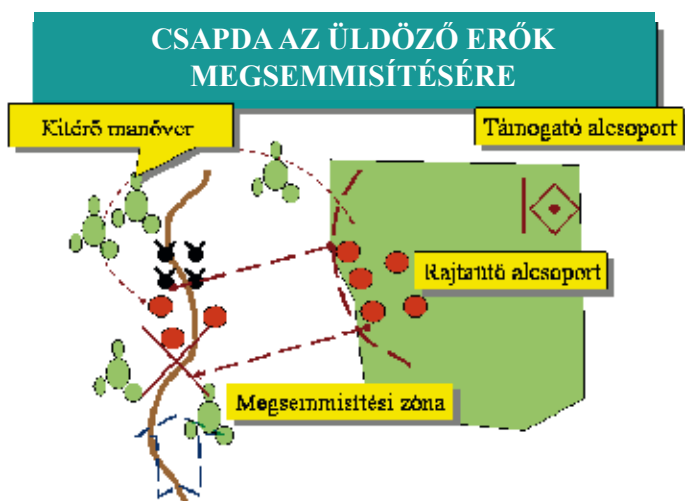 CSAPDA AZ ÜLDÖZŐ ERŐK
MEGSEMMISÍTÉSÉRE
Kitérő manőver
Támogató alcsoport
Rajtaütő alcsoport
Megsemmisítési zóna